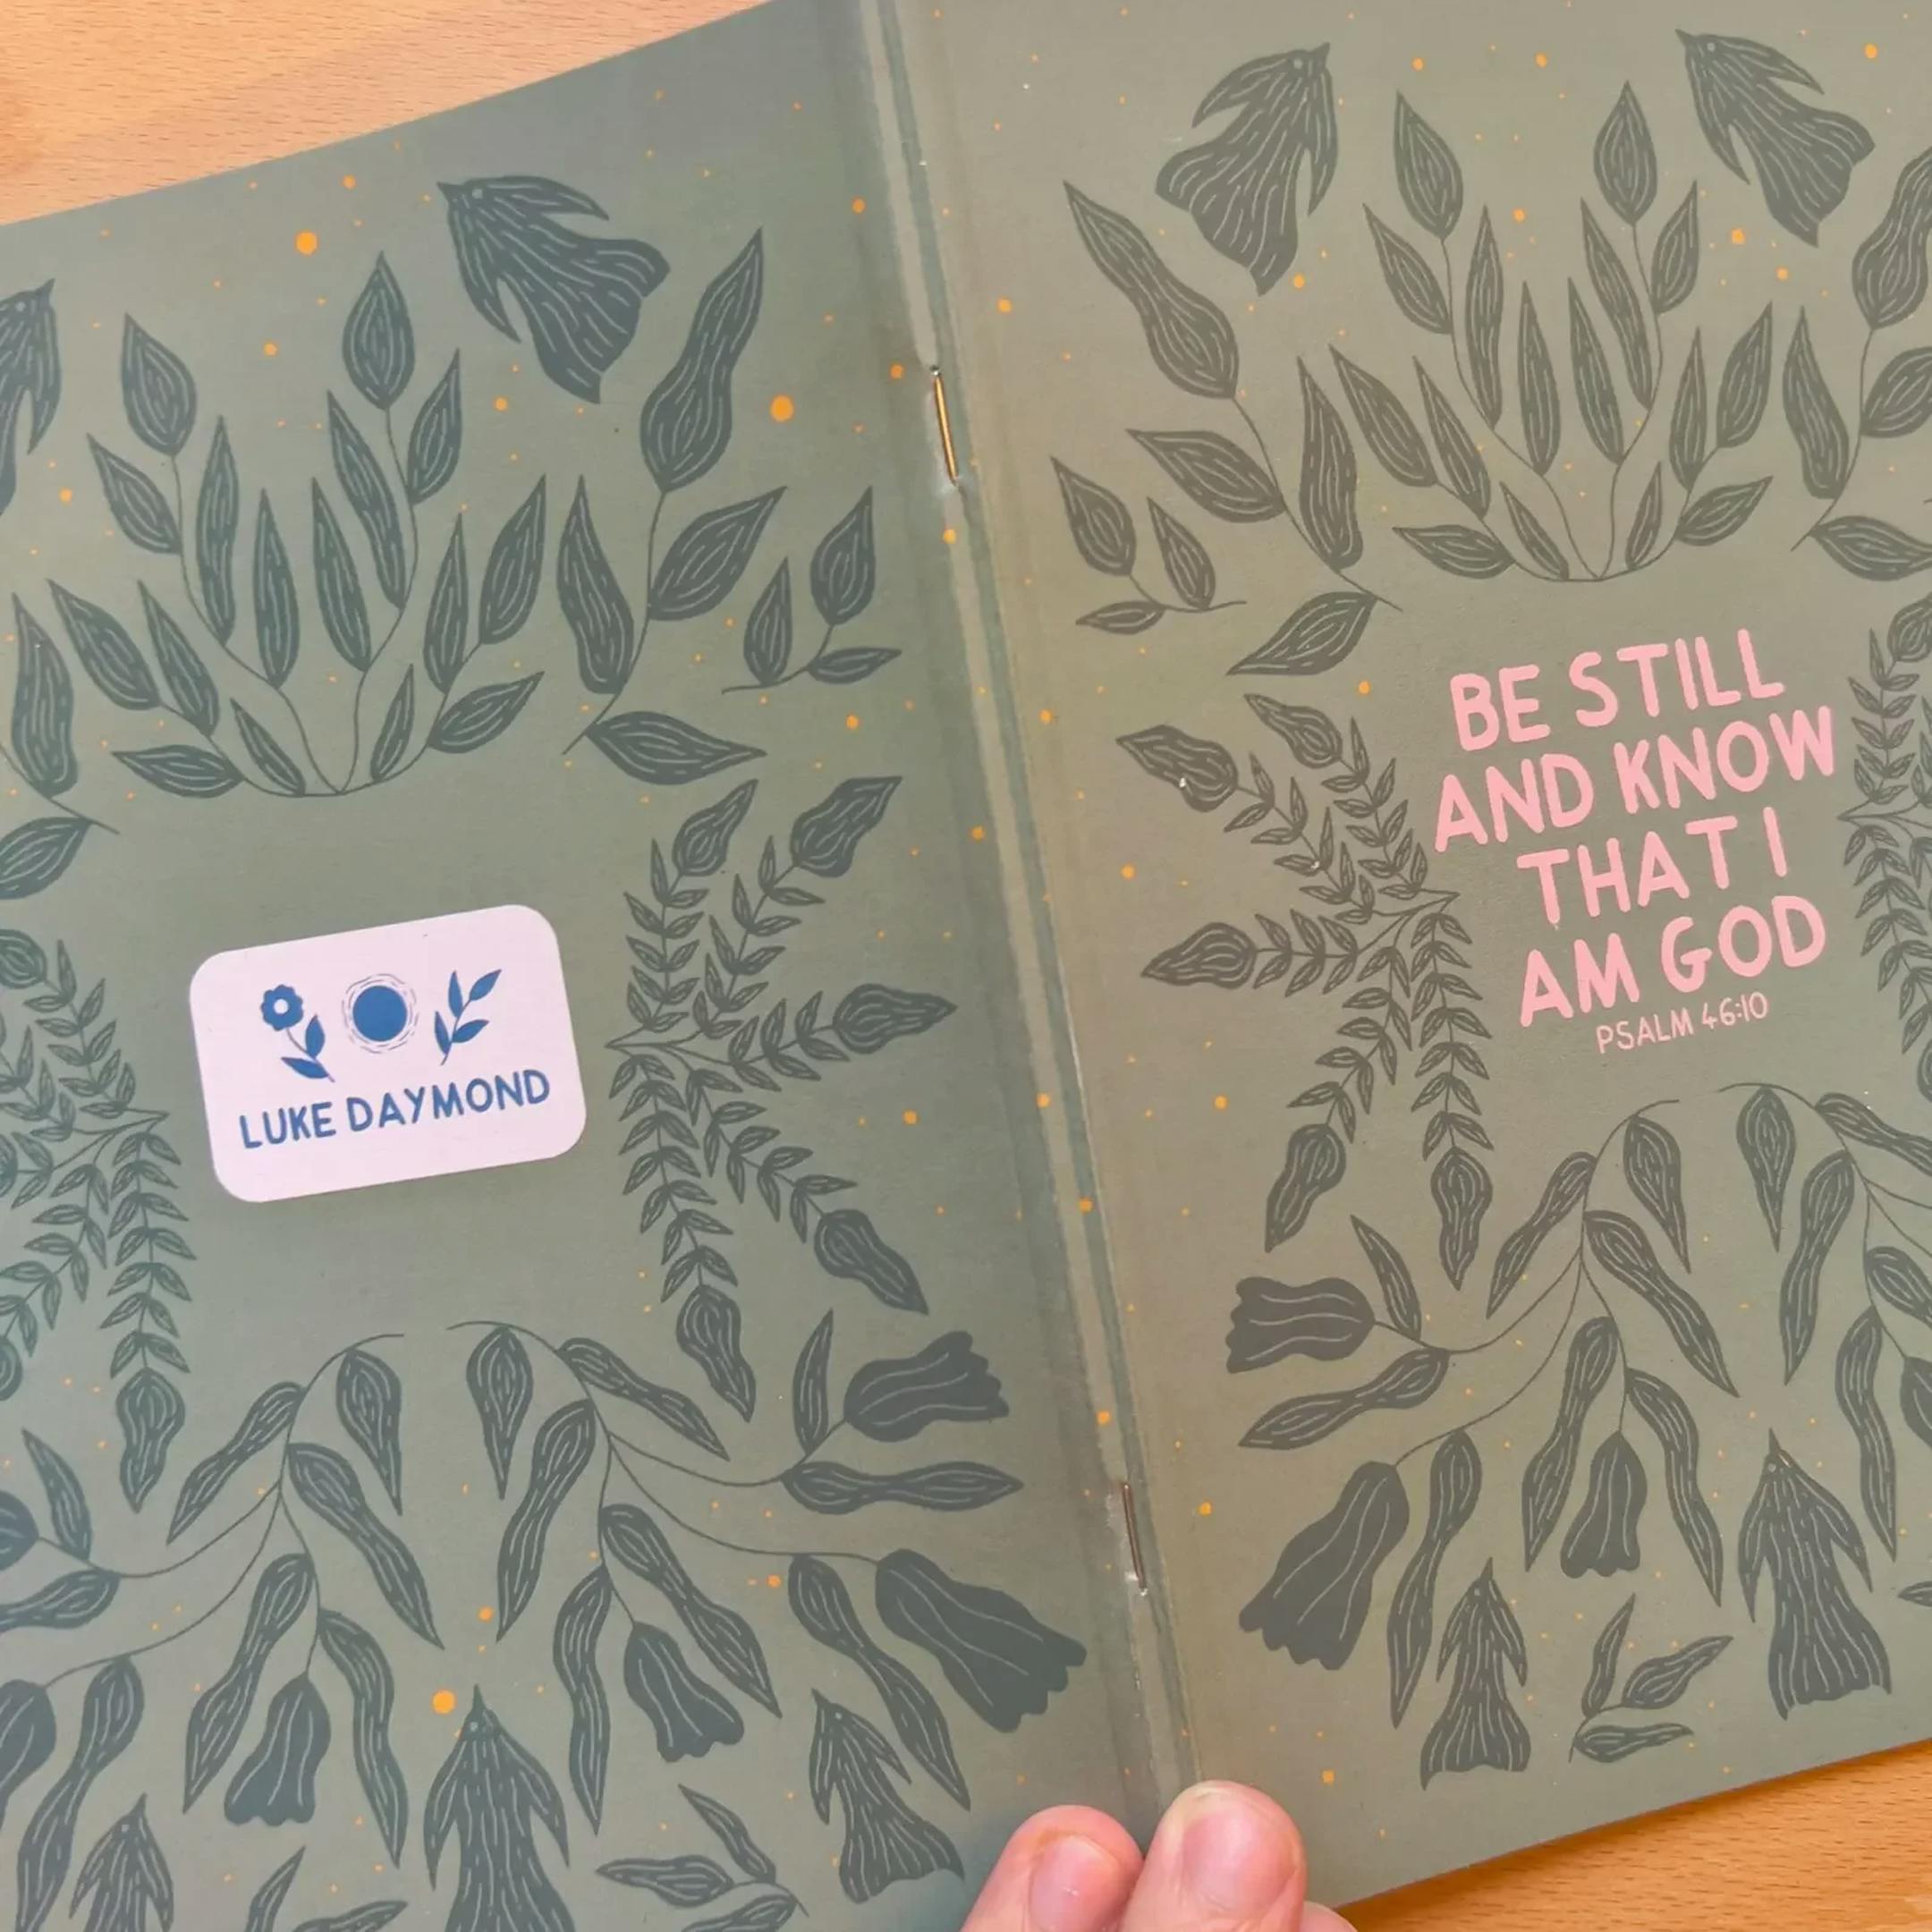 LUKE DAYMOND
BE STILL
AND KNOW
THAT I
AM GOD
PSALM 46:10